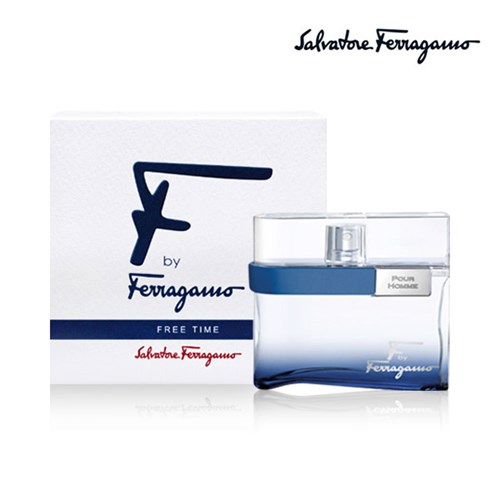 Salvatore Ferragamo
F
by
Ferragamo
FREE TIME
Salvatore Ferragamo
POUR
HOMME
F
by
Ferragamo